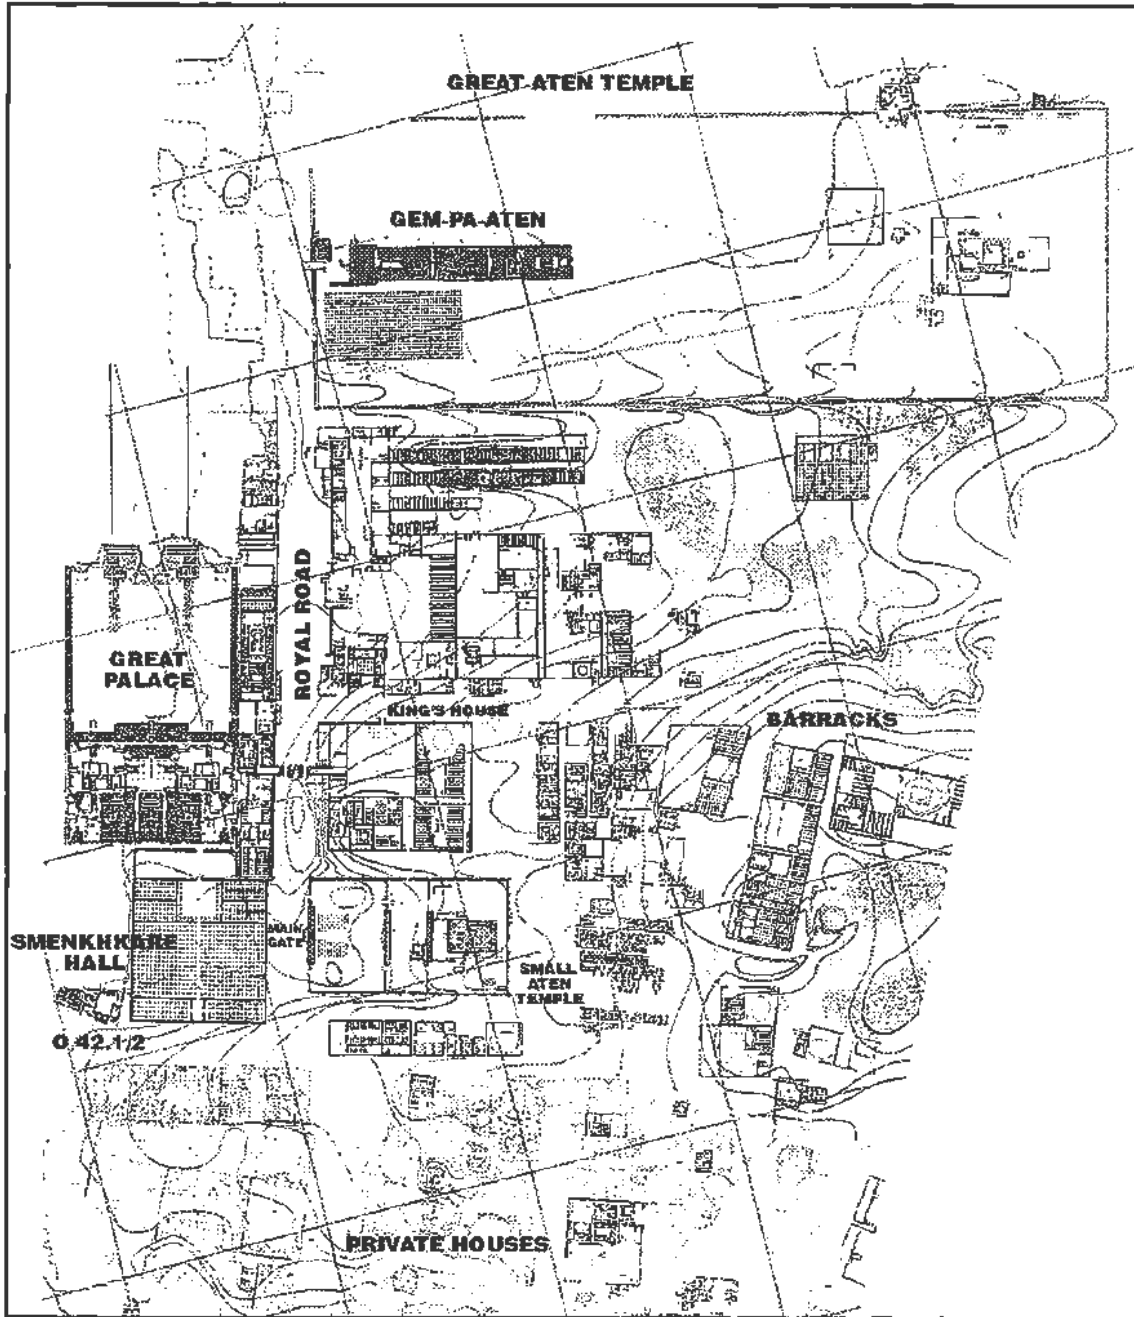 GREAT ATEN TEMPLE
GEM-PA-ATEN
ROYAL ROAD
GREAT
PALACE
KING'S HOUSE
BARRACKS
SMENKHKARE
HALL
MAIN
GATE
SMALL
ATEN
TEMPLE
O.42.1/2
PRIVATE HOUSES